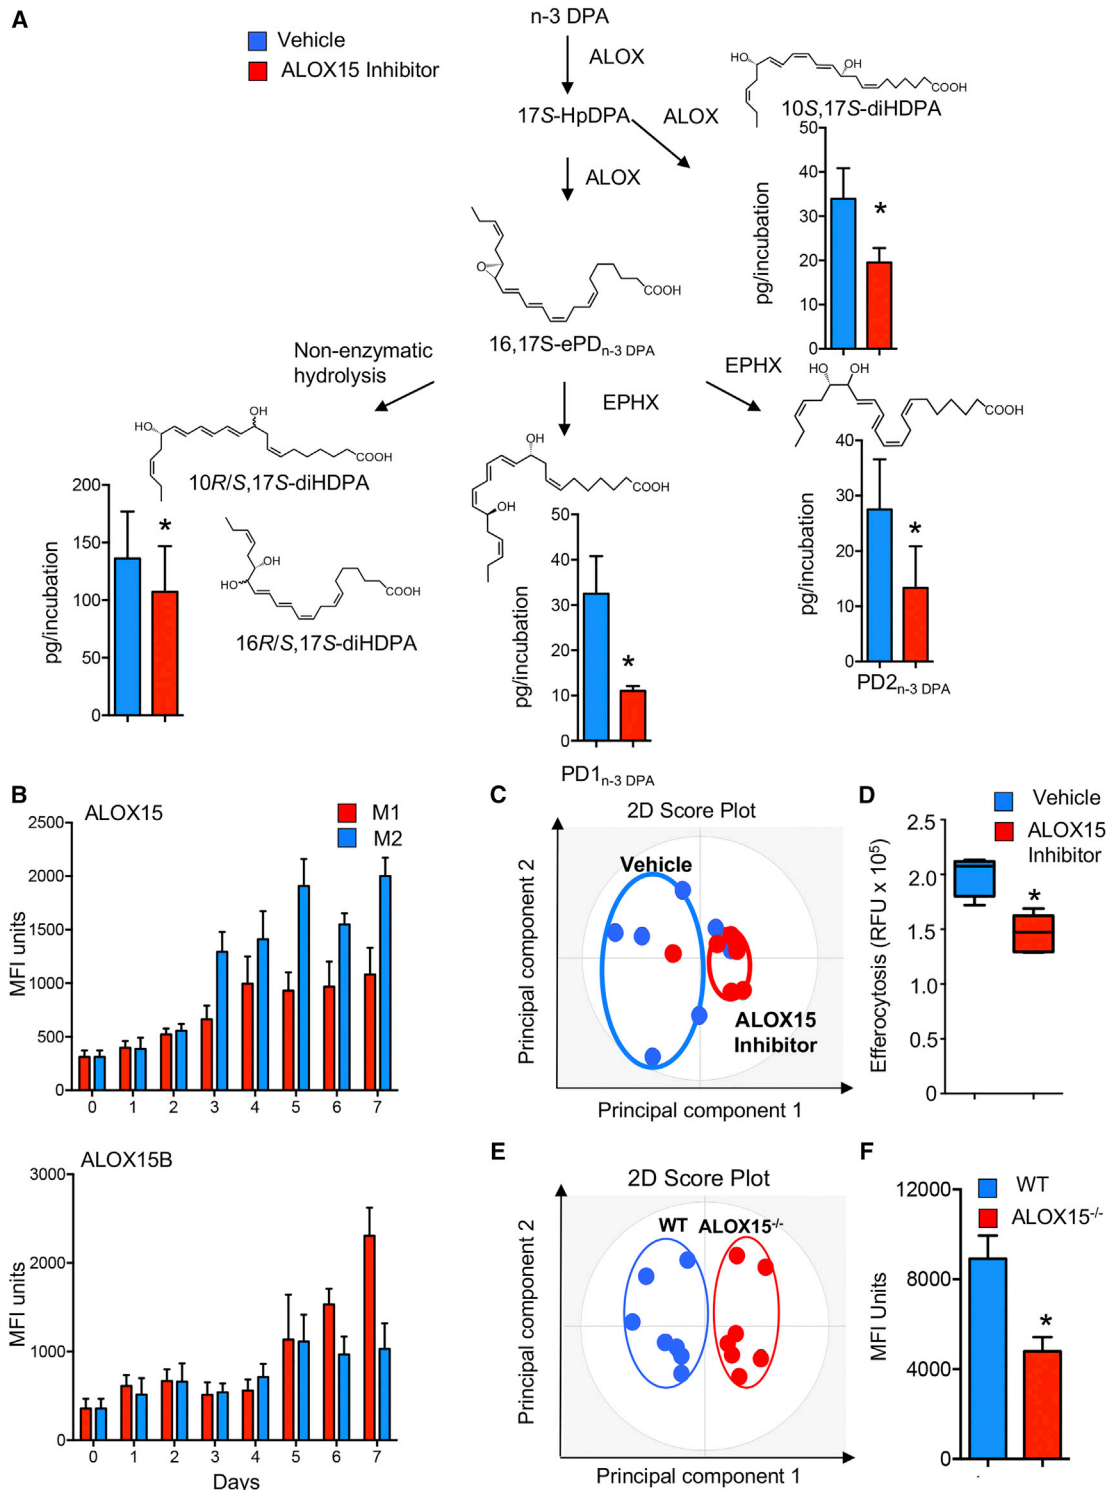 A
Vehicle
ALOX15 Inhibitor
n-3 DPA
ALOX
17S-HpDPA
ALOX
ALOX
HO
OH
COOH
10S,17S-diHDPA
50
40
30
20
10
0
pg/incubation
*
O
COOH
16,17S-ePDn-3 DPA
Non-enzymatic
hydrolysis
EPHX
EPHX
HO
OH
COOH
10R/S,17S-diHDPA
200
150
100
50
0
pg/incubation
*
OH
HO
COOH
16R/S,17S-diHDPA
OH
OH
COOH
50
40
30
20
10
0
pg/incubation
*
PD1n-3 DPA
HO
OH
COOH
40
30
20
10
0
pg/incubation
*
PD2n-3 DPA
B
ALOX15
M1
M2
2500
2000
1500
1000
500
0
MFI units
0 1 2 3 4 5 6 7
ALOX15B
3000
2000
1000
0
MFI units
0 1 2 3 4 5 6 7
Days
C
2D Score Plot
Vehicle
ALOX15
Inhibitor
Principal component 2
Principal component 1
D
Vehicle
ALOX15
Inhibitor
2.5
2.0
1.5
1.0
0.5
0
Efferocytosis (RFU x 10⁵)
*
E
2D Score Plot
WT ALOX15-/-
Principal component 2
Principal component 1
F
WT
ALOX15-/-
12000
8000
4000
0
MFI Units
*